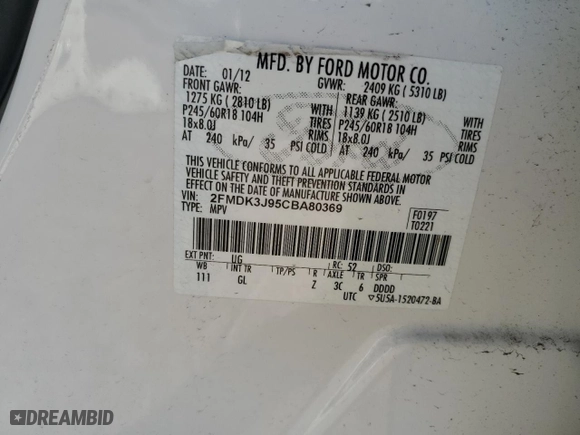 MFD. BY FORD MOTOR CO.
DATE: 01/12 GVWR: 2409 KG ( 5310 LB)
FRONT GAWR: REAR GAWR:
1275 KG ( 2810 LB) WITH 1139 KG ( 2510 LB) WITH
P245/60R18 104H TIRES P245/60R18 104H TIRES
18x8.0J RIMS 18x8.0J RIMS
AT 240 kPa/ 35 PSI COLD AT 240 kPa/ 35 PSI COLD
THIS VEHICLE CONFORMS TO ALL APPLICABLE FEDERAL MOTOR
VEHICLE SAFETY AND THEFT PREVENTION STANDARDS IN
EFFECT ON THE DATE OF MANUFACTURE SHOWN ABOVE.
VIN: 2FMDK3J95CBA80369
TYPE: MPV
F0197
T0221
EXT PNT: UG RC: 52 DSO:
WB INT TR TP/PS R AXLE TR SPR
111 GL Z 3C 6 DDDD
UTC ▽5U5A-1520472-BA
Ford
DREAMBID